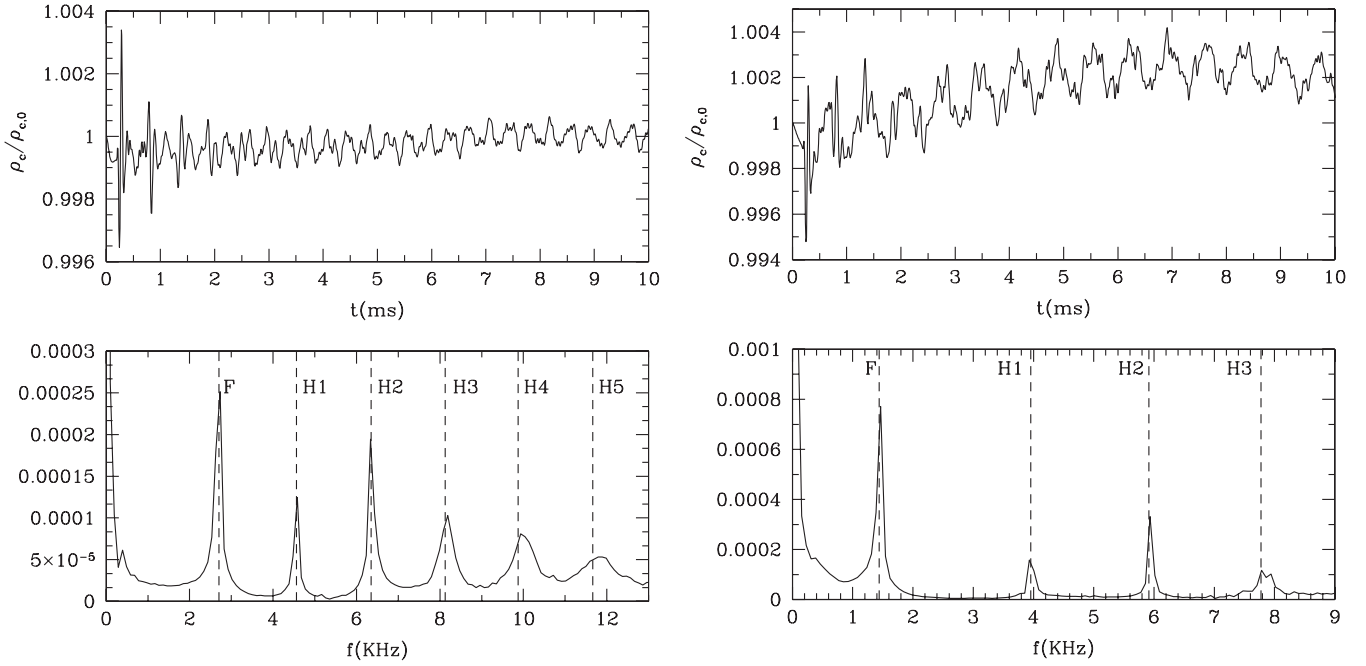 1.004
1.002
1
0.998
0.996
ρc/ρc,0
0 1 2 3 4 5 6 7 8 9 10
t(ms)
1.004
1.002
1.000
0.998
0.996
0.994
ρc/ρc,0
0 1 2 3 4 5 6 7 8 9 10
t(ms)
0.0003
0.00025
0.0002
0.00015
0.0001
5×10⁻⁵
0
F H1 H2 H3 H4 H5
0 2 4 6 8 10 12
f(KHz)
0.001
0.0008
0.0006
0.0004
0.0002
0
F H1 H2 H3
0 1 2 3 4 5 6 7 8 9
f(KHz)